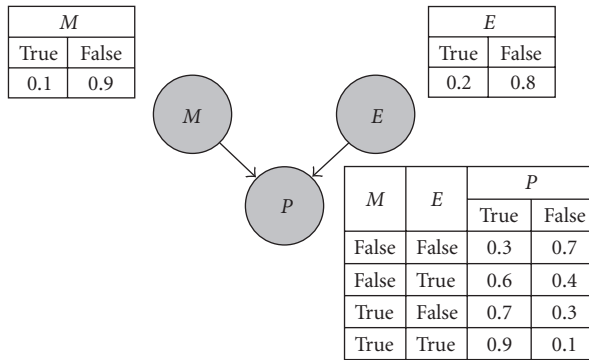 M
True False
0.1 0.9
E
True False
0.2 0.8
M
E
P
M E P
True False
False False 0.3 0.7
False True 0.6 0.4
True False 0.7 0.3
True True 0.9 0.1